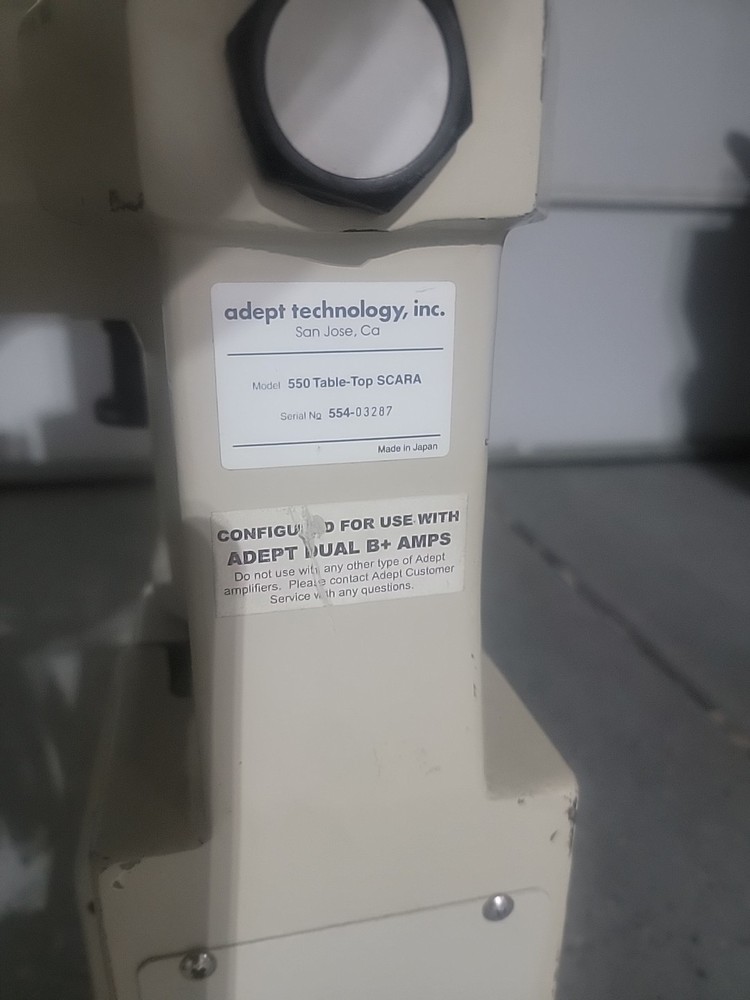 adept technology, inc.
San Jose, Ca
Model 550 Table-Top SCARA
Serial No 554-03287
Made in Japan
FOR USE WITH
ADEPT DUAL B+ AMPS
Do not use with any other type of Adept
amplifiers. Please contact Adept Customer
Service with any questions.